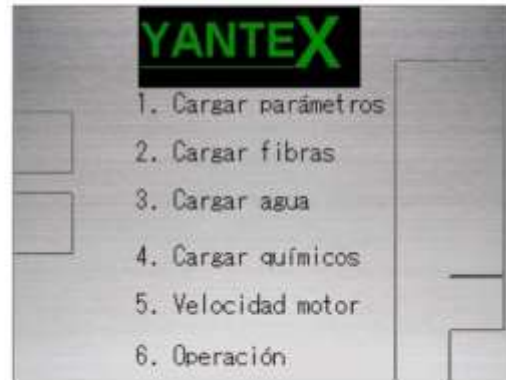 YANTEX
1. Cargar parámetros
2. Cargar fibras
3. Cargar agua
4. Cargar químicos
5. Velocidad motor
6. Operación